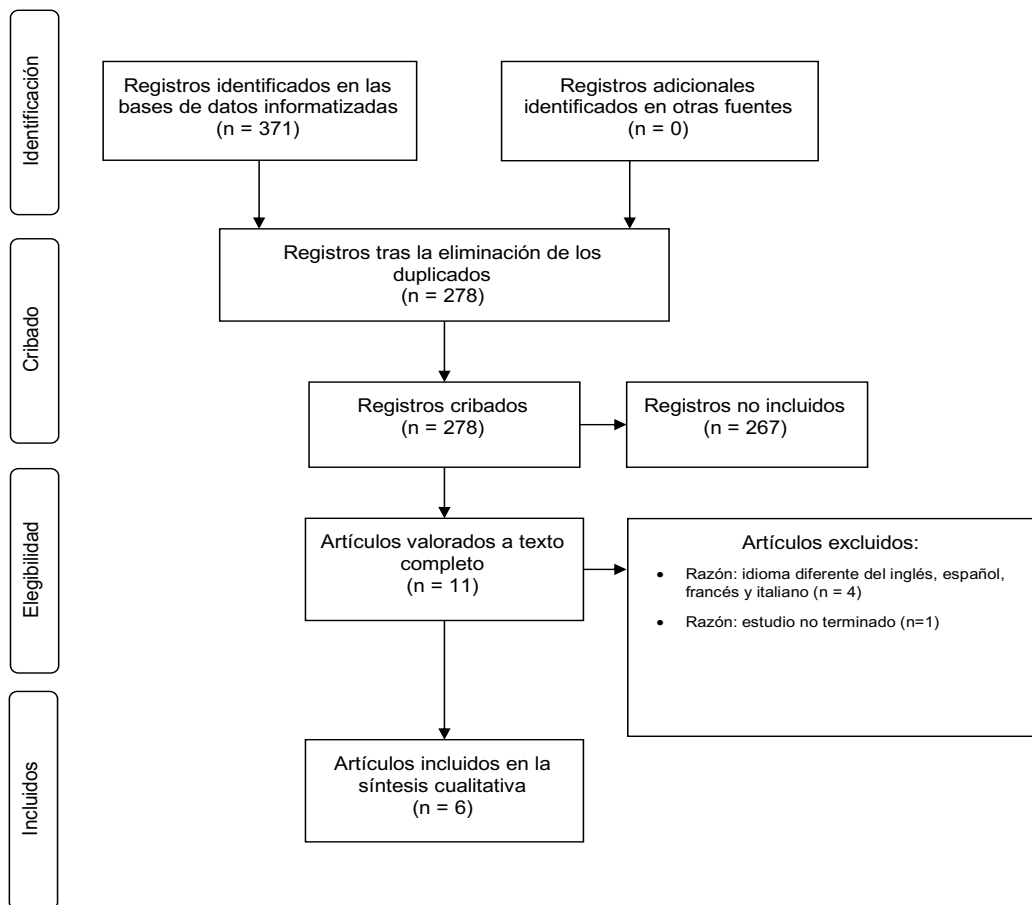 Identificación
Registros identificados en las
bases de datos informatizadas
(n = 371)
Registros adicionales
identificados en otras fuentes
(n = 0)
Cribado
Registros tras la eliminación de los
duplicados
(n = 278)
Registros cribados
(n = 278)
Registros no incluidos
(n = 267)
Elegibilidad
Artículos valorados a texto
completo
(n = 11)
Artículos excluidos:
• Razón: idioma diferente del inglés, español,
francés y italiano (n = 4)
• Razón: estudio no terminado (n=1)
Incluidos
Artículos incluidos en la
síntesis cualitativa
(n = 6)